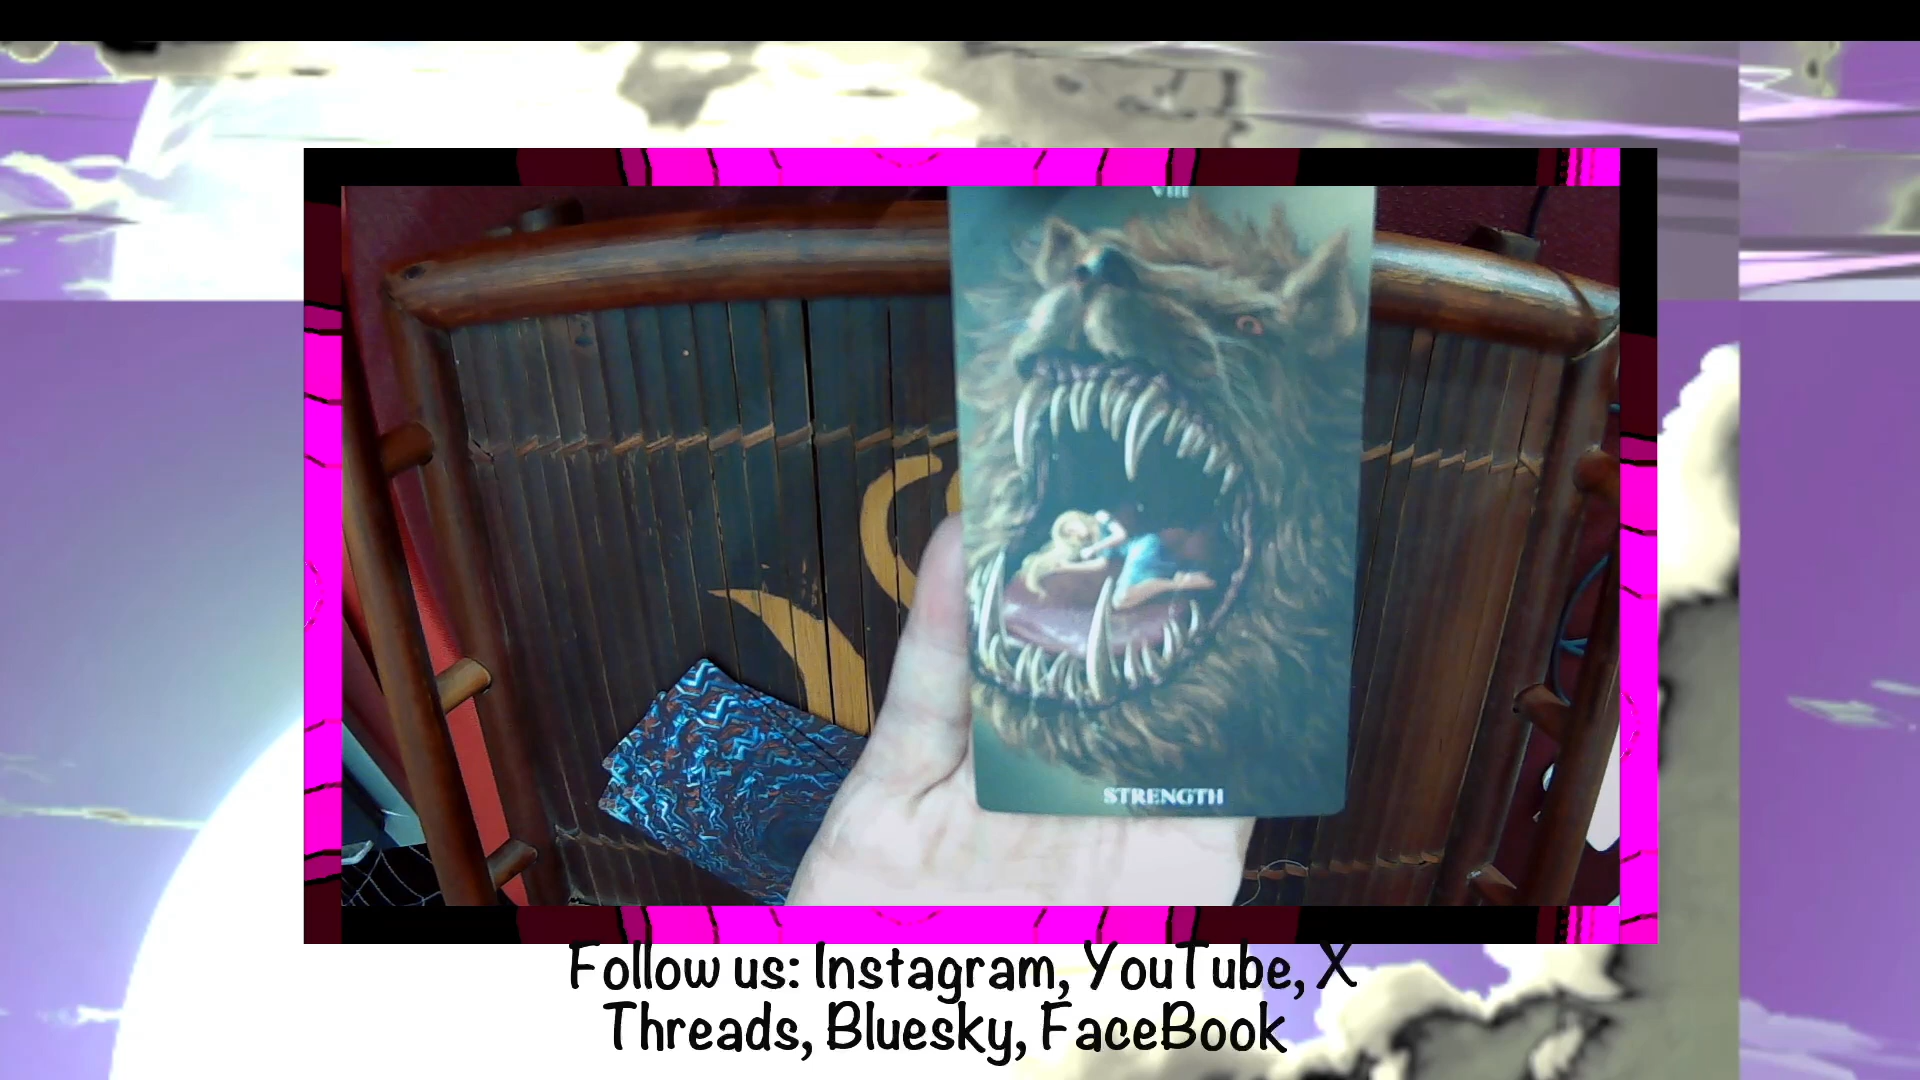 VIII
STRENGTH
Follow us: Instagram, YouTube, X
Threads, Bluesky, FaceBook